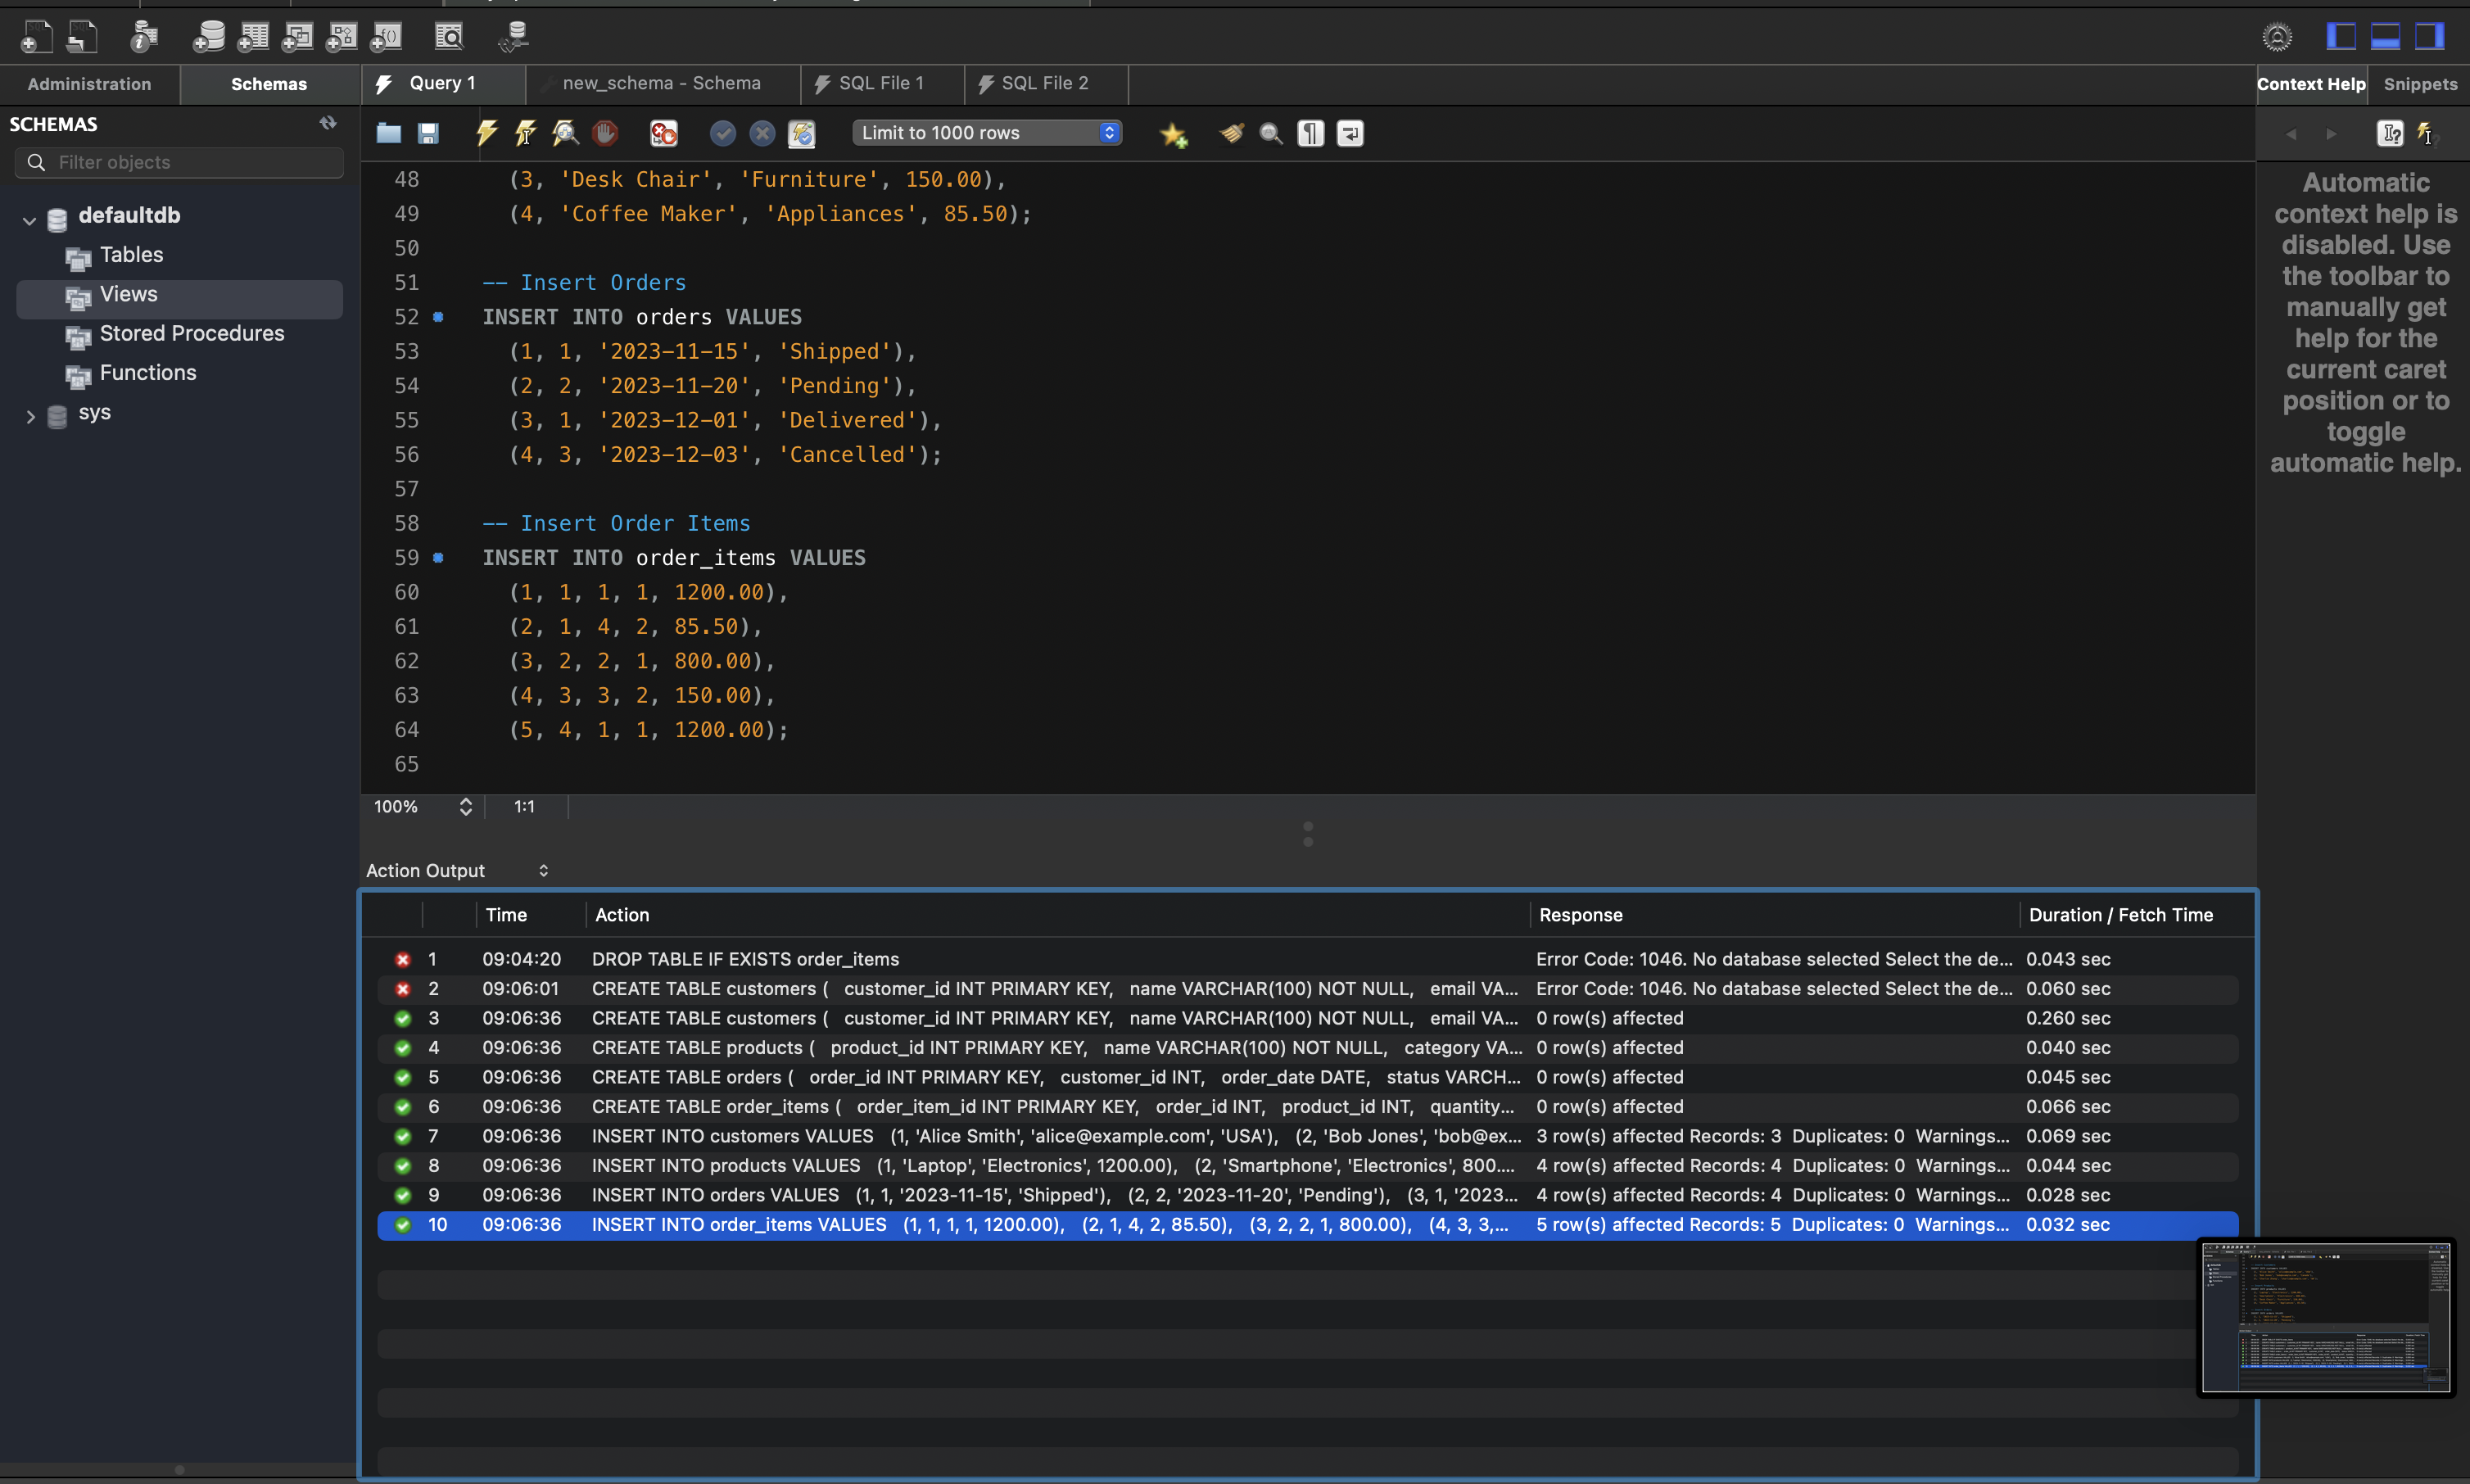 Administration
Schemas
Query 1
new_schema - Schema
SQL File 1
SQL File 2
Context Help
Snippets
SCHEMAS
Filter objects
Limit to 1000 rows
defaultdb
Tables
Views
Stored Procedures
Functions
sys
48 (3, 'Desk Chair', 'Furniture', 150.00),
49 (4, 'Coffee Maker', 'Appliances', 85.50);
50
51 -- Insert Orders
52 INSERT INTO orders VALUES
53 (1, 1, '2023-11-15', 'Shipped'),
54 (2, 2, '2023-11-20', 'Pending'),
55 (3, 1, '2023-12-01', 'Delivered'),
56 (4, 3, '2023-12-03', 'Cancelled');
57
58 -- Insert Order Items
59 INSERT INTO order_items VALUES
60 (1, 1, 1, 1, 1200.00),
61 (2, 1, 4, 2, 85.50),
62 (3, 2, 2, 1, 800.00),
63 (4, 3, 3, 2, 150.00),
64 (5, 4, 1, 1, 1200.00);
65
Automatic
context help is
disabled. Use
the toolbar to
manually get
help for the
current caret
position or to
toggle
automatic help.
100% 1:1
Action Output
Time Action Response Duration / Fetch Time
1 09:04:20 DROP TABLE IF EXISTS order_items Error Code: 1046. No database selected Select the de... 0.043 sec
2 09:06:01 CREATE TABLE customers ( customer_id INT PRIMARY KEY, name VARCHAR(100) NOT NULL, email VA... Error Code: 1046. No database selected Select the de... 0.060 sec
3 09:06:36 CREATE TABLE customers ( customer_id INT PRIMARY KEY, name VARCHAR(100) NOT NULL, email VA... 0 row(s) affected 0.260 sec
4 09:06:36 CREATE TABLE products ( product_id INT PRIMARY KEY, name VARCHAR(100) NOT NULL, category VA... 0 row(s) affected 0.040 sec
5 09:06:36 CREATE TABLE orders ( order_id INT PRIMARY KEY, customer_id INT, order_date DATE, status VARCH... 0 row(s) affected 0.045 sec
6 09:06:36 CREATE TABLE order_items ( order_item_id INT PRIMARY KEY, order_id INT, product_id INT, quantity... 0 row(s) affected 0.066 sec
7 09:06:36 INSERT INTO customers VALUES (1, 'Alice Smith', 'alice@example.com', 'USA'), (2, 'Bob Jones', 'bob@ex... 3 row(s) affected Records: 3 Duplicates: 0 Warnings... 0.069 sec
8 09:06:36 INSERT INTO products VALUES (1, 'Laptop', 'Electronics', 1200.00), (2, 'Smartphone', 'Electronics', 800.... 4 row(s) affected Records: 4 Duplicates: 0 Warnings... 0.044 sec
9 09:06:36 INSERT INTO orders VALUES (1, 1, '2023-11-15', 'Shipped'), (2, 2, '2023-11-20', 'Pending'), (3, 1, '2023... 4 row(s) affected Records: 4 Duplicates: 0 Warnings... 0.028 sec
10 09:06:36 INSERT INTO order_items VALUES (1, 1, 1, 1, 1200.00), (2, 1, 4, 2, 85.50), (3, 2, 2, 1, 800.00), (4, 3, 3,... 5 row(s) affected Records: 5 Duplicates: 0 Warnings... 0.032 sec